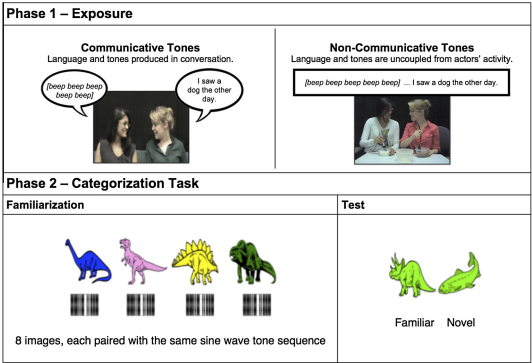 Phase 1 – Exposure
Communicative Tones
Language and tones produced in conversation.
[beep beep beep
beep beep]
I saw a
dog the other
day.
Non-Communicative Tones
Language and tones are uncoupled from actors' activity.
[beep beep beep beep beep] ... I saw a dog the other day.
Phase 2 – Categorization Task
Familiarization
8 images, each paired with the same sine wave tone sequence
Test
Familiar Novel